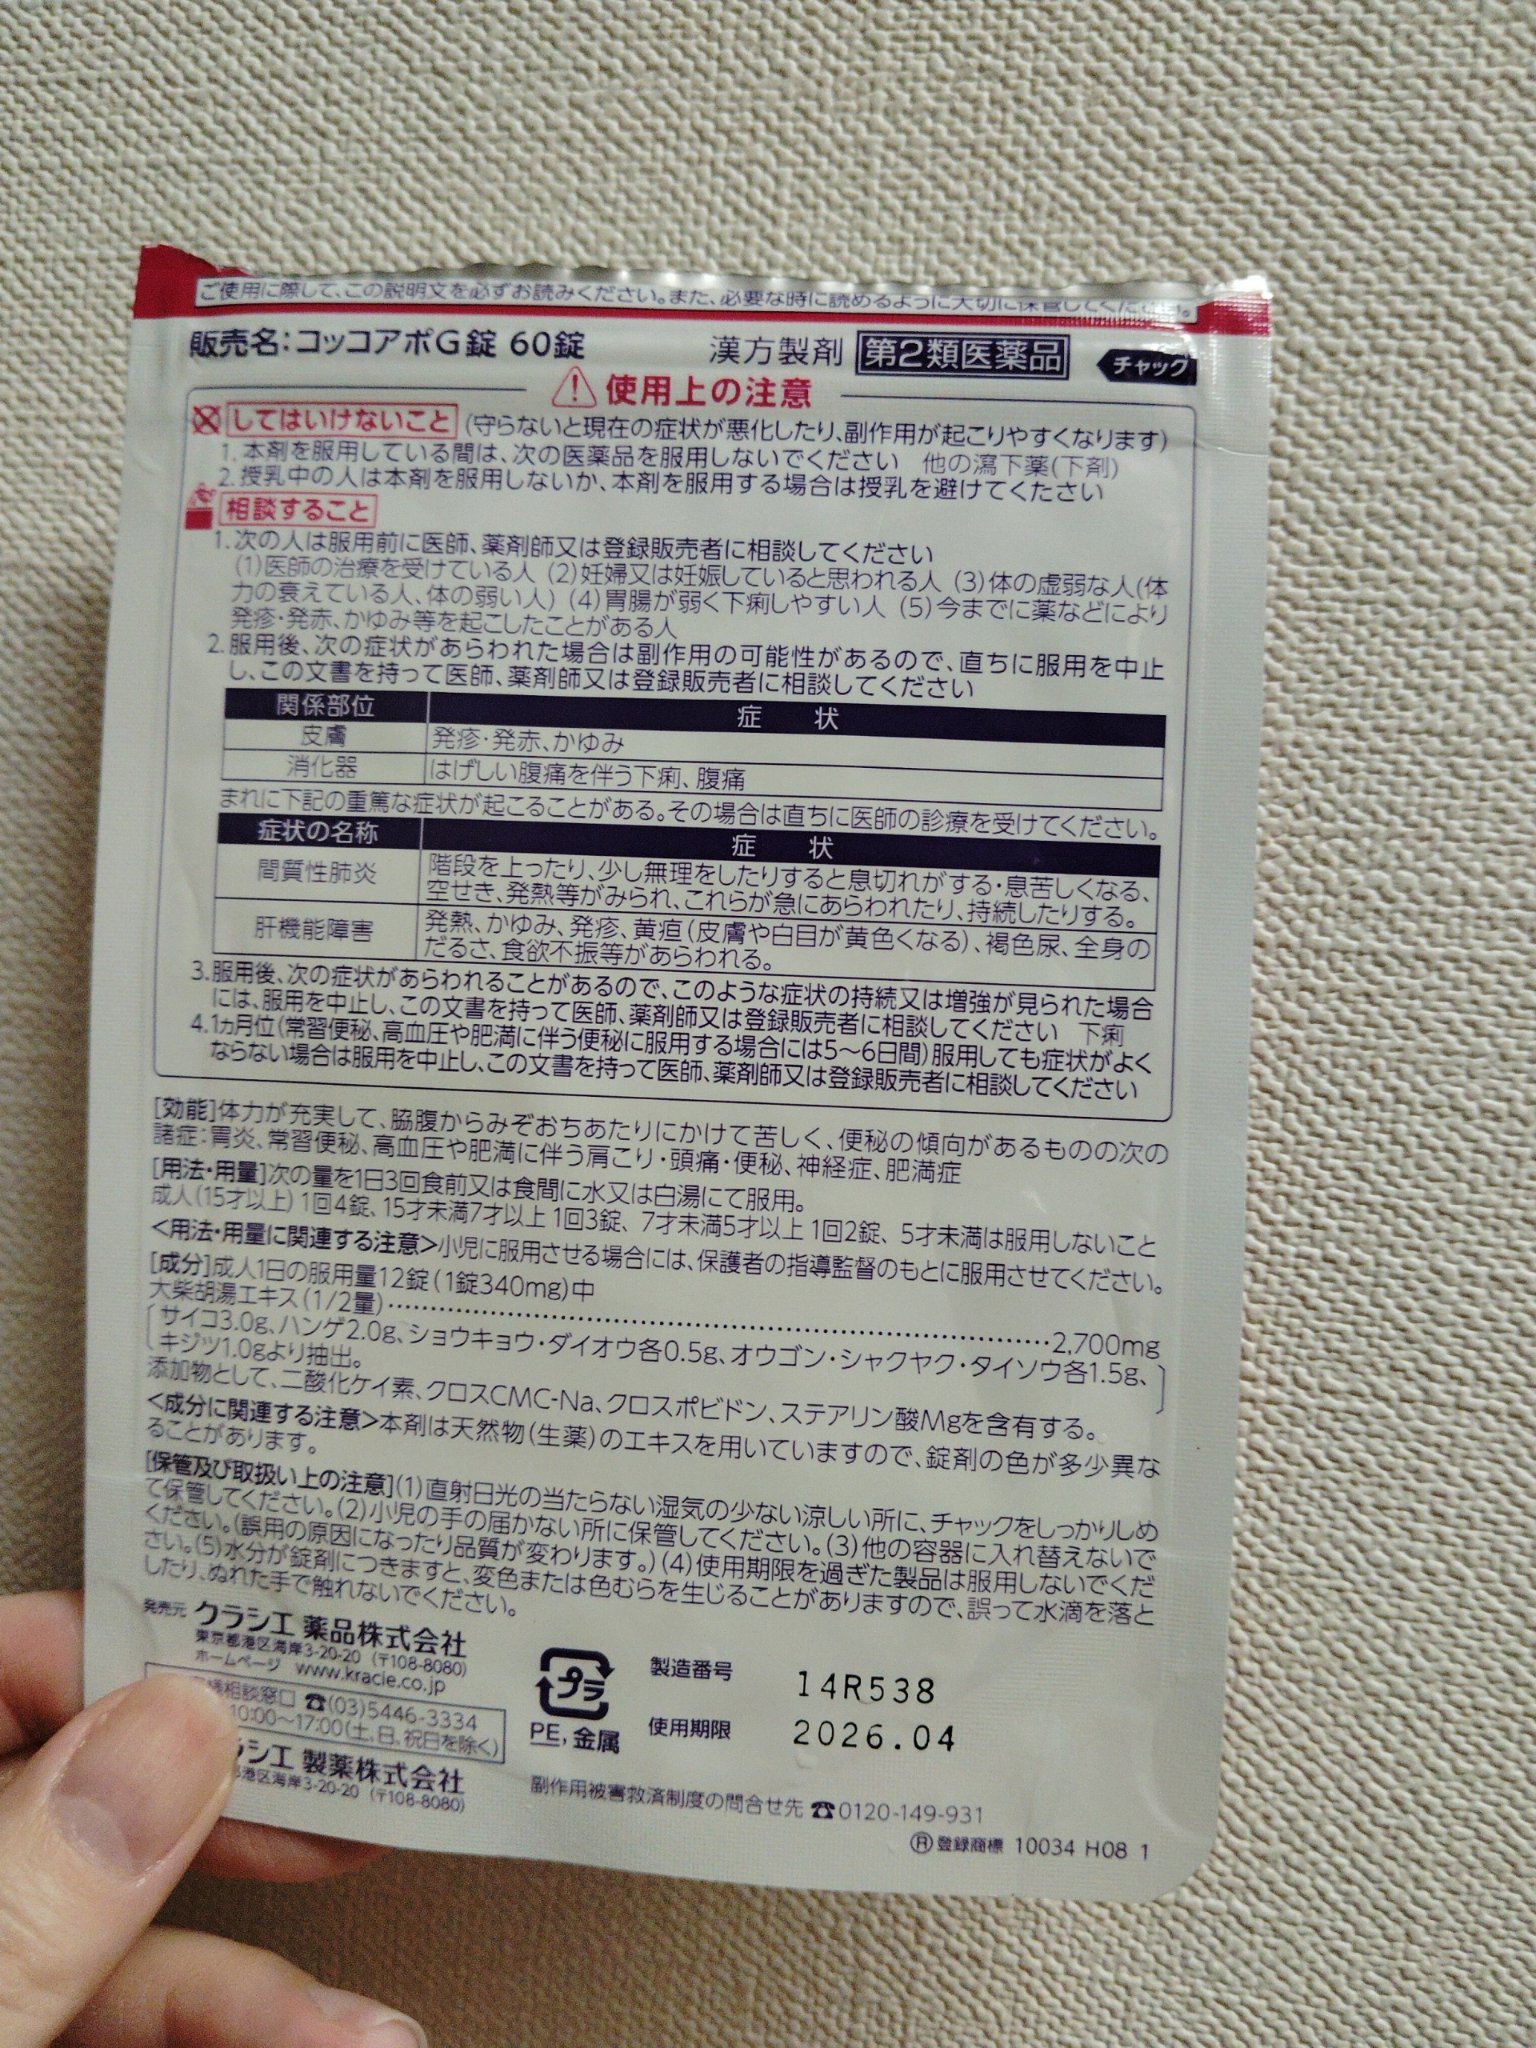 ご使用に際して、この説明文を必ずお読みください。また、必要な時に読めるように大切に保管してください。
販売名：コッコアポG錠 60錠 漢方製剤 第2類医薬品 チャック
使用上の注意
してはいけないこと (守らないと現在の症状が悪化したり、副作用が起こりやすくなります)
1. 本剤を服用している間は、次の医薬品を服用しないでください 他の瀉下薬(下剤)
2. 授乳中の人は本剤を服用しないか、本剤を服用する場合は授乳を避けてください
相談すること
1. 次の人は服用前に医師、薬剤師又は登録販売者に相談してください
(1)医師の治療を受けている人 (2)妊婦又は妊娠していると思われる人 (3)体の虚弱な人(体
力の衰えている人、体の弱い人) (4)胃腸が弱く下痢しやすい人 (5)今までに薬などにより
発疹・発赤、かゆみ等を起こしたことがある人
2. 服用後、次の症状があらわれた場合は副作用の可能性があるので、直ちに服用を中止
し、この文書を持って医師、薬剤師又は登録販売者に相談してください
関係部位 症状
皮膚 発疹・発赤、かゆみ
消化器 はげしい腹痛を伴う下痢、腹痛
まれに下記の重篤な症状が起こることがある。その場合は直ちに医師の診療を受けてください。
症状の名称 症状
間質性肺炎 階段を上ったり、少し無理をしたりすると息切れがする・息苦しくなる、
空せき、発熱等がみられ、これらが急にあらわれたり、持続したりする。
肝機能障害 発熱、かゆみ、発疹、黄疸(皮膚や白目が黄色くなる)、褐色尿、全身の
だるさ、食欲不振等があらわれる。
3. 服用後、次の症状があらわれることがあるので、このような症状の持続又は増強が見られた場合
には、服用を中止し、この文書を持って医師、薬剤師又は登録販売者に相談してください 下痢
4. 1ヵ月位(常習便秘、高血圧や肥満に伴う便秘に服用する場合には5〜6日間)服用しても症状がよく
ならない場合は服用を中止し、この文書を持って医師、薬剤師又は登録販売者に相談してください
[効能]体力が充実して、脇腹からみぞおちあたりにかけて苦しく、便秘の傾向があるものの次の
諸症：胃炎、常習便秘、高血圧や肥満に伴う肩こり・頭痛・便秘、神経症、肥満症
[用法・用量]次の量を1日3回食前又は食間に水又は白湯にて服用。
成人(15才以上)1回4錠、15才未満7才以上1回3錠、7才未満5才以上1回2錠、5才未満は服用しないこと
<用法・用量に関連する注意>小児に服用させる場合には、保護者の指導監督のもとに服用させてください。
[成分]成人1日の服用量12錠(1錠340mg)中
大柴胡湯エキス(1/2量)……………………………………2,700mg
サイコ3.0g、ハンゲ2.0g、ショウキョウ・ダイオウ各0.5g、オウゴン・シャクヤク・タイソウ各1.5g、
キジツ1.0gより抽出。
添加物として、二酸化ケイ素、クロスCMC-Na、クロスポビドン、ステアリン酸Mgを含有する。
<成分に関連する注意>本剤は天然物(生薬)のエキスを用いていますので、錠剤の色が多少異な
ることがあります。
[保管及び取扱い上の注意](1)直射日光の当たらない湿気の少ない涼しい所に、チャックをしっかりしめ
て保管してください。(2)小児の手の届かない所に保管してください。(3)他の容器に入れ替えないで
ください。(誤用の原因になったり品質が変わります。)(4)使用期限を過ぎた製品は服用しないでくだ
さい。(5)水分が錠剤につきますと、変色または色むらを生じることがありますので、誤って水滴を落と
したり、ぬれた手で触れないでください。
発売元 クラシエ薬品株式会社
東京都港区海岸3-20-20 (〒108-8080)
ホームページ www.kracie.co.jp
相談窓口 ☎(03)5446-3334
10:00〜17:00(土、日、祝日を除く)
ラシエ製薬株式会社
都港区海岸3-20-20 (〒108-8080)
プラ
PE，金属
製造番号 14R538
使用期限 2026.04
副作用被害救済制度の問合せ先 ☎0120-149-931
Ⓡ登録商標 10034 H08 1